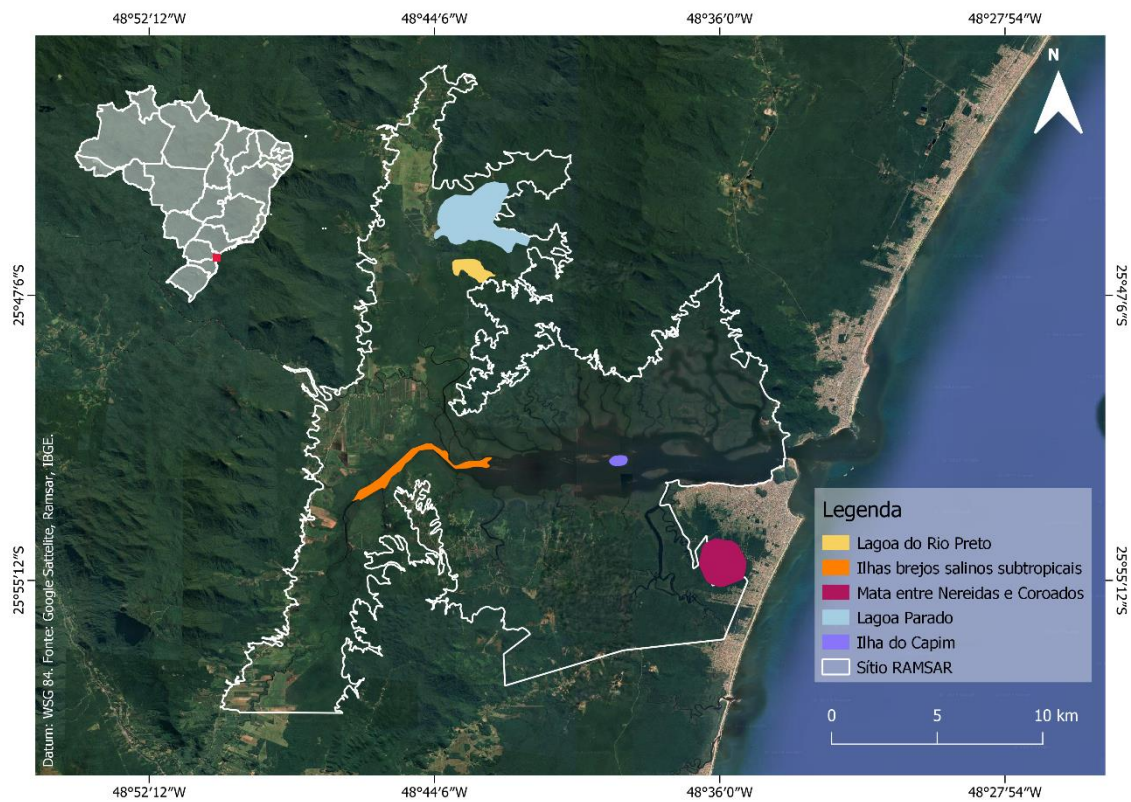 48°52′12″W 48°44′6″W 48°36′0″W 48°27′54″W
N
25°47′6″S 25°47′6″S
25°55′12″S 25°55′12″S
Datum: WSG 84. Fonte: Google Sattelite, Ramsar, IBGE.
Legenda
Lagoa do Rio Preto
Ilhas brejos salinos subtropicais
Mata entre Nereidas e Coroados
Lagoa Parado
Ilha do Capim
Sítio RAMSAR
0 5 10 km
48°52′12″W 48°44′6″W 48°36′0″W 48°27′54″W